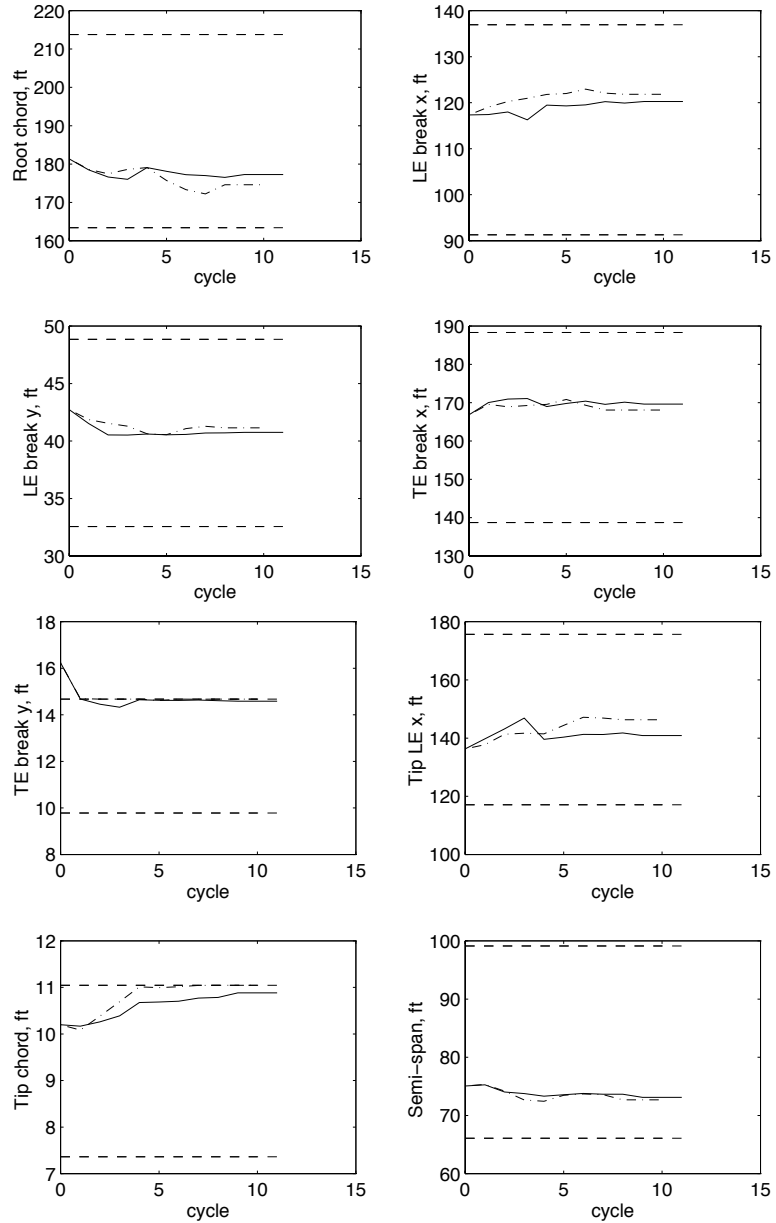 220
210
200
190
180
170
160
Root chord, ft
0 5 10 15
cycle
140
130
120
110
100
90
LE break x, ft
0 5 10 15
cycle
50
45
40
35
30
LE break y, ft
0 5 10 15
cycle
190
180
170
160
150
140
130
TE break x, ft
0 5 10 15
cycle
18
16
14
12
10
8
TE break y, ft
0 5 10 15
cycle
180
160
140
120
100
Tip LE x, ft
0 5 10 15
cycle
12
11
10
9
8
7
Tip chord, ft
0 5 10 15
cycle
100
90
80
70
60
Semi-span, ft
0 5 10 15
cycle